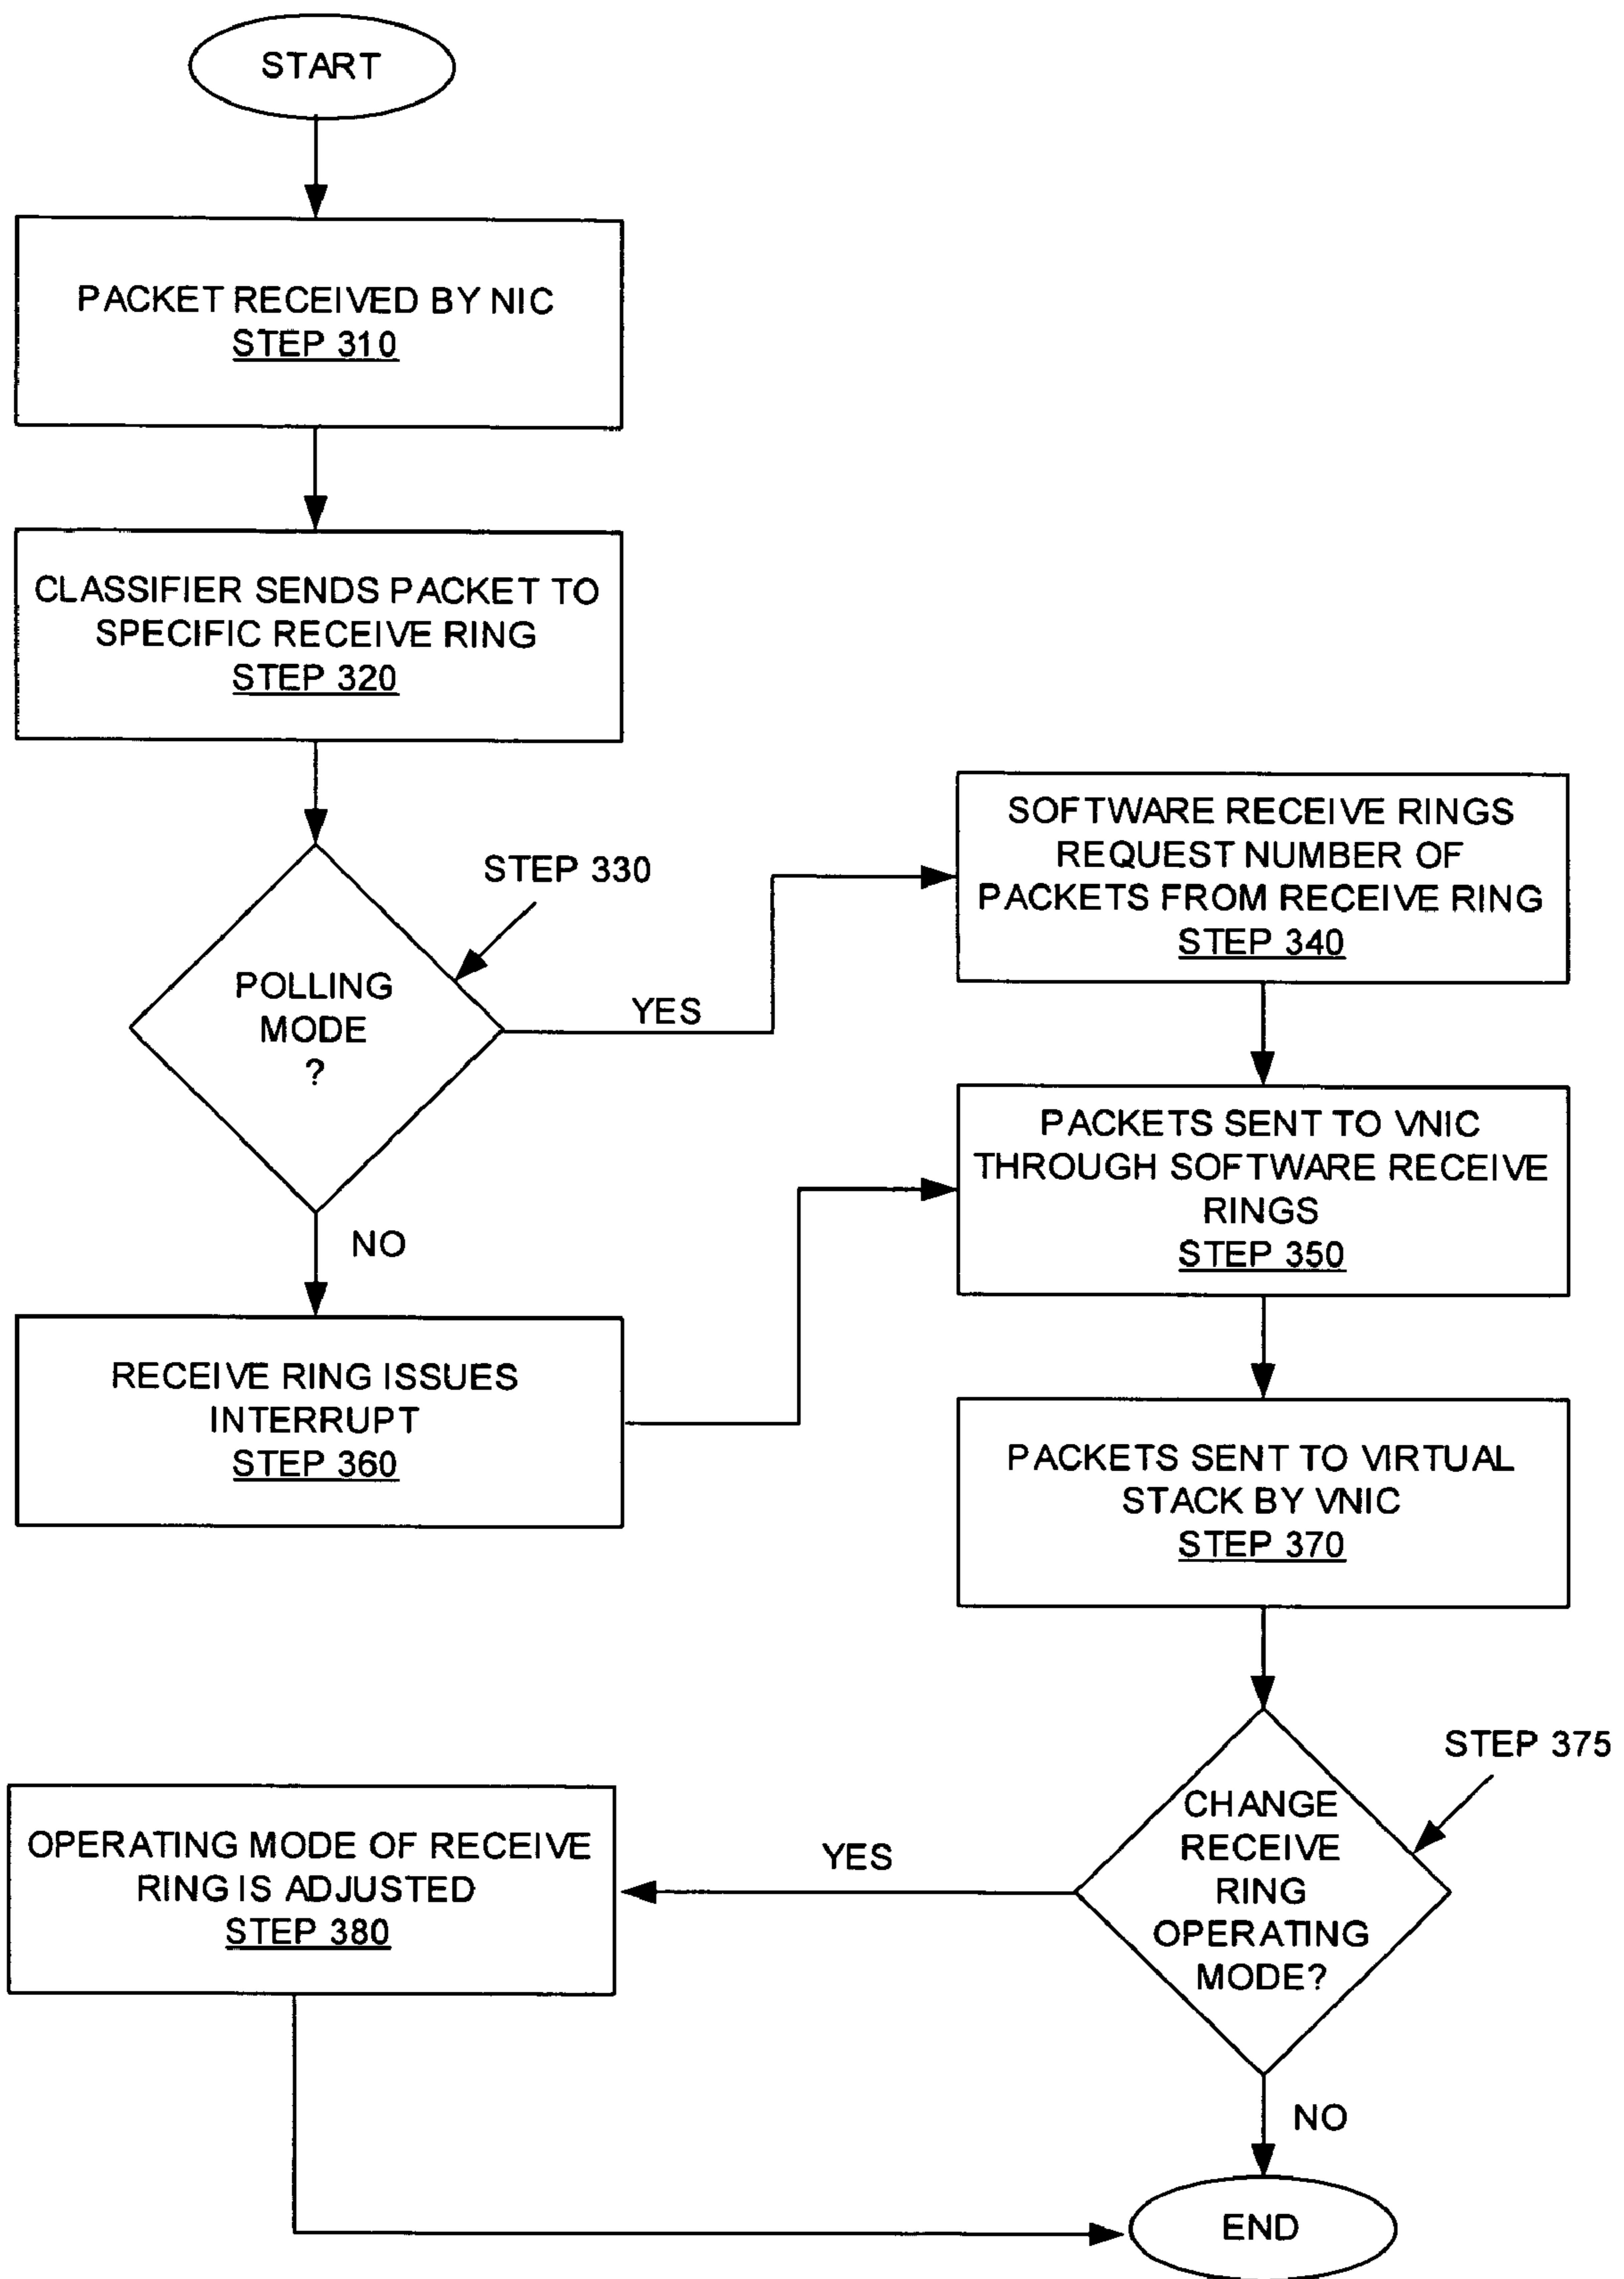 START
PACKET RECEIVED BY NIC
STEP 310
CLASSIFIER SENDS PACKET TO
SPECIFIC RECEIVE RING
STEP 320
STEP 330
POLLING
MODE
?
YES
NO
SOFTWARE RECEIVE RINGS
REQUEST NUMBER OF
PACKETS FROM RECEIVE RING
STEP 340
PACKETS SENT TO VNIC
THROUGH SOFTWARE RECEIVE
RINGS
STEP 350
RECEIVE RING ISSUES
INTERRUPT
STEP 360
PACKETS SENT TO VIRTUAL
STACK BY VNIC
STEP 370
STEP 375
CHANGE
RECEIVE
RING
OPERATING
MODE?
YES
OPERATING MODE OF RECEIVE
RING IS ADJUSTED
STEP 380
NO
END